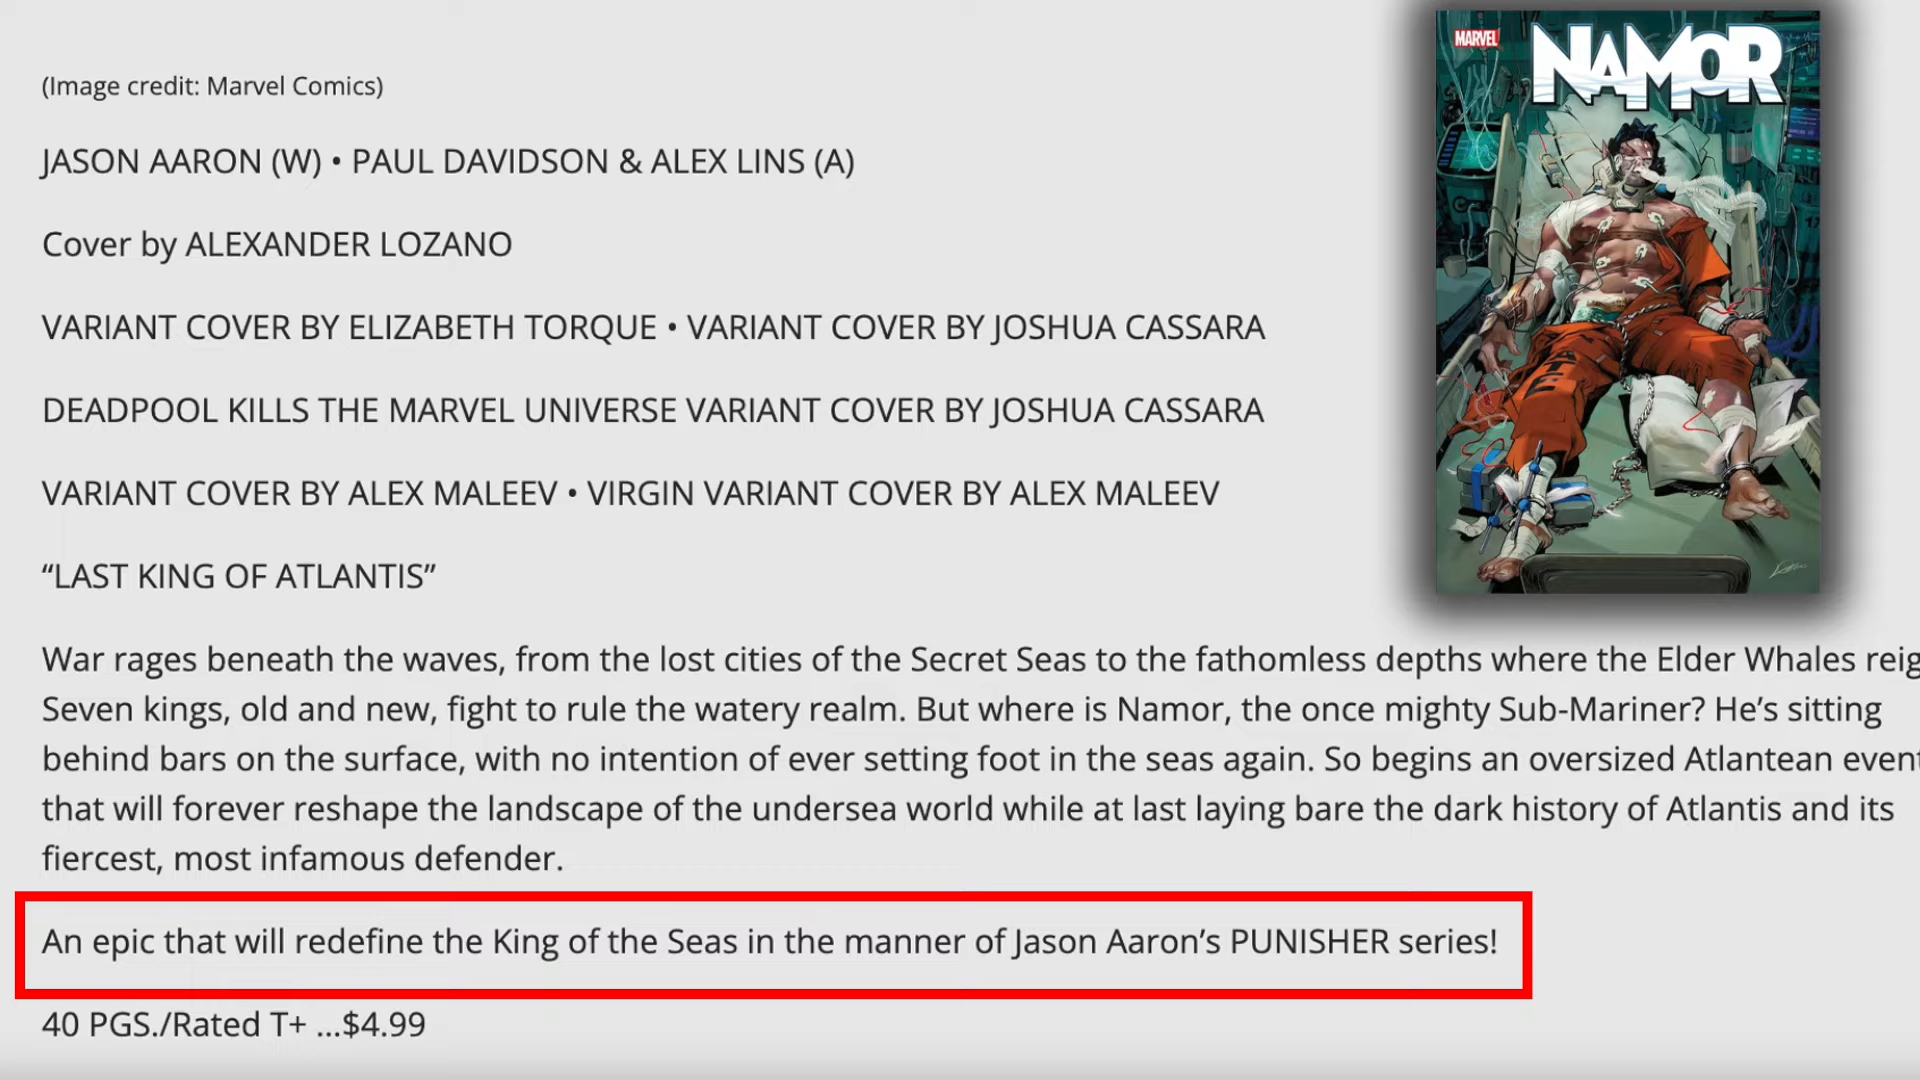 (Image credit: Marvel Comics)
JASON AARON (W) • PAUL DAVIDSON & ALEX LINS (A)
Cover by ALEXANDER LOZANO
VARIANT COVER BY ELIZABETH TORQUE • VARIANT COVER BY JOSHUA CASSARA
DEADPOOL KILLS THE MARVEL UNIVERSE VARIANT COVER BY JOSHUA CASSARA
VARIANT COVER BY ALEX MALEEV • VIRGIN VARIANT COVER BY ALEX MALEEV
“LAST KING OF ATLANTIS”
War rages beneath the waves, from the lost cities of the Secret Seas to the fathomless depths where the Elder Whales reig
Seven kings, old and new, fight to rule the watery realm. But where is Namor, the once mighty Sub-Mariner? He’s sitting
behind bars on the surface, with no intention of ever setting foot in the seas again. So begins an oversized Atlantean event
that will forever reshape the landscape of the undersea world while at last laying bare the dark history of Atlantis and its
fiercest, most infamous defender.
An epic that will redefine the King of the Seas in the manner of Jason Aaron’s PUNISHER series!
40 PGS./Rated T+ ...$4.99
MARVEL
NAMOR